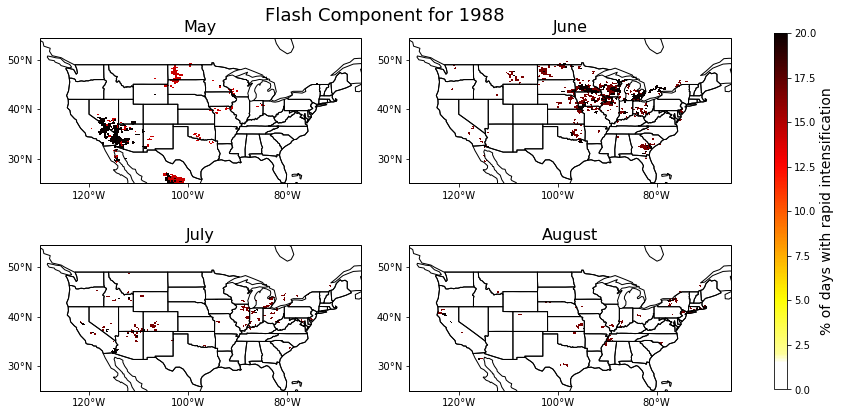 Flash Component for 1988
May
June
50°N
40°N
30°N
120°W
100°W
80°W
50°N
40°N
30°N
120°W
100°W
80°W
July
August
50°N
40°N
30°N
120°W
100°W
80°W
50°N
40°N
30°N
120°W
100°W
80°W
20.0
17.5
15.0
12.5
10.0
7.5
5.0
2.5
0.0
% of days with rapid intensification